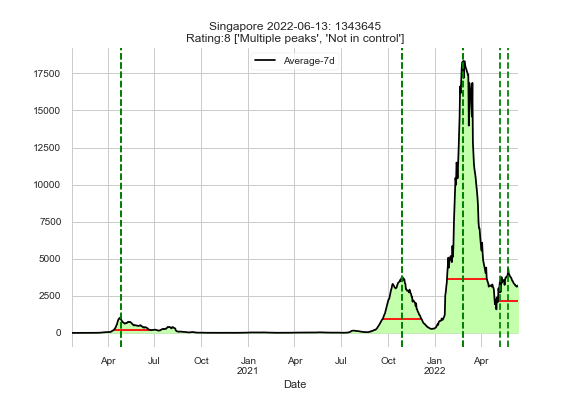 Singapore 2022-06-13: 1343645
Rating:8 ['Multiple peaks', 'Not in control']
Average-7d
17500
15000
12500
10000
7500
5000
2500
0
Apr Jul Oct Jan Apr Jul Oct Jan Apr
2021 2022
Date